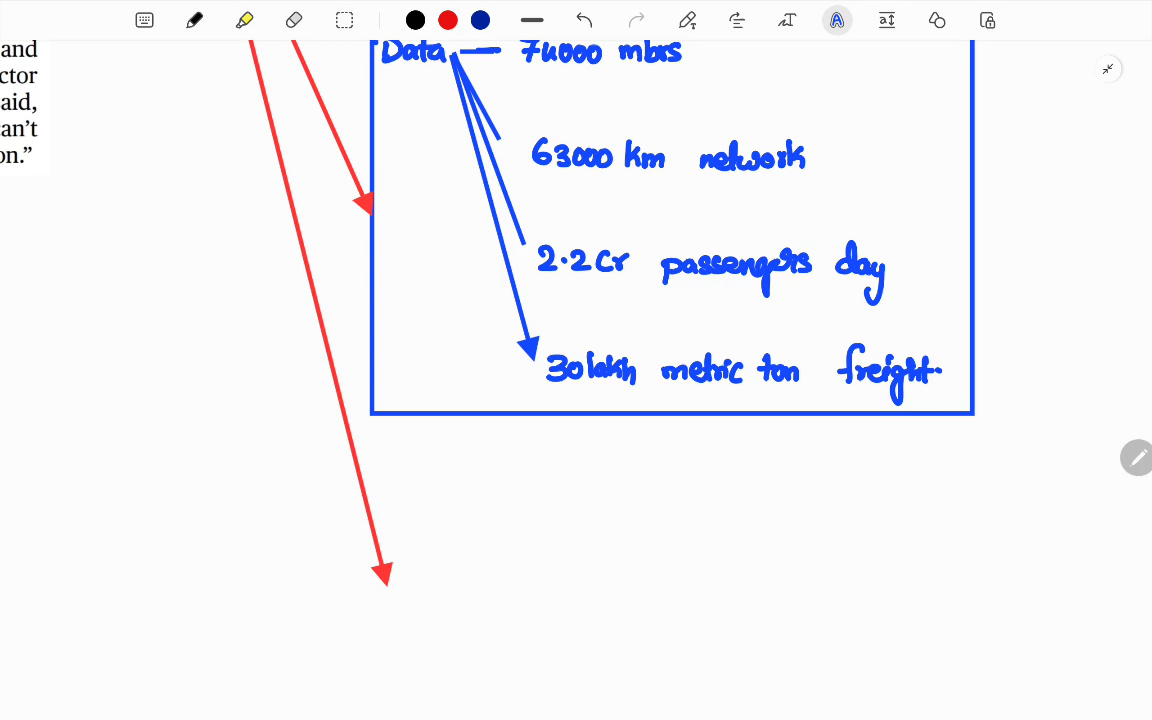 and
ctor
aid,
an't
on.”
Data — 74000 mbrs
63000 km network
2.2 Cr passengers day
30 lakh metric ton freight